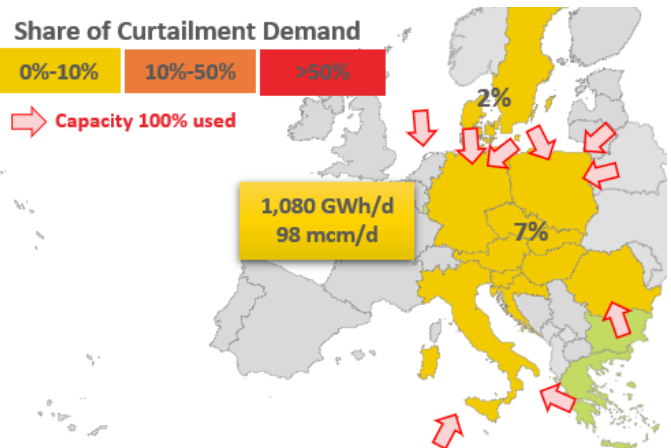 Share of Curtailment Demand
0%-10% 10%-50% >50%
Capacity 100% used
2%
1,080 GWh/d
98 mcm/d
7%